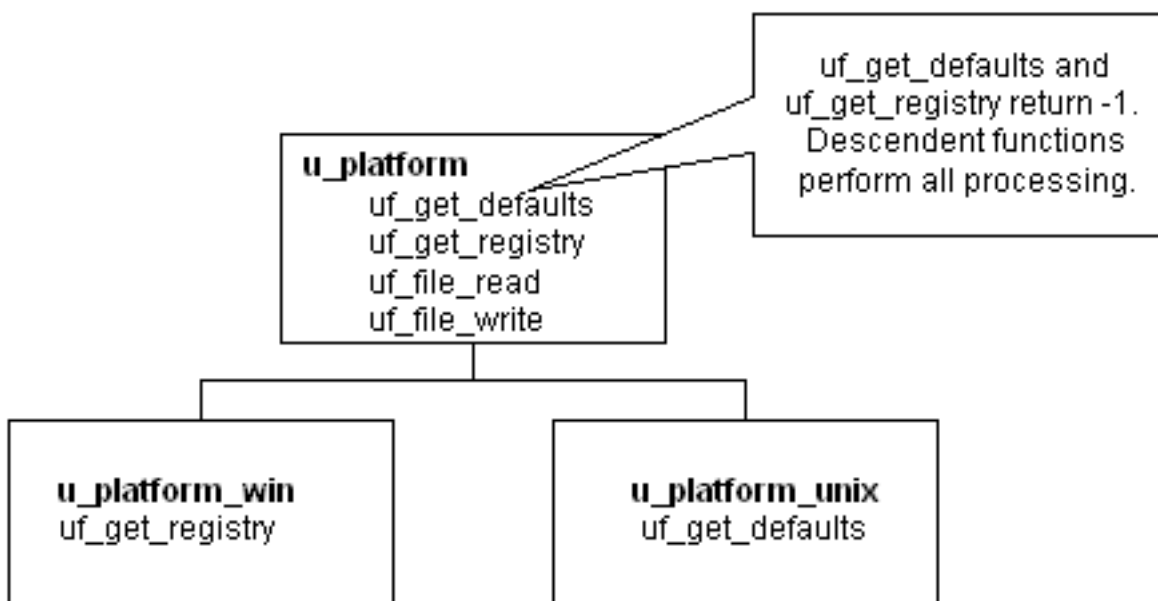 uf_get_defaults and
uf_get_registry return -1.
Descendent functions
perform all processing.
u_platform
uf_get_defaults
uf_get_registry
uf_file_read
uf_file_write
u_platform_win
uf_get_registry
u_platform_unix
uf_get_defaults